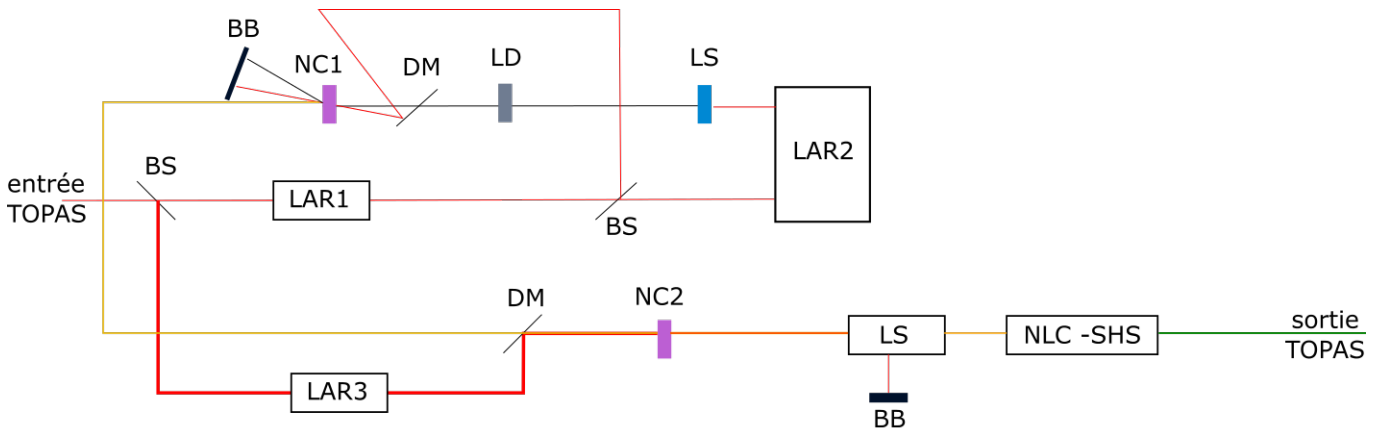 BB
NC1
DM
LD
LS
LAR2
BS
entrée
TOPAS
LAR1
BS
DM
NC2
LS
NLC -SHS
sortie
TOPAS
LAR3
BB